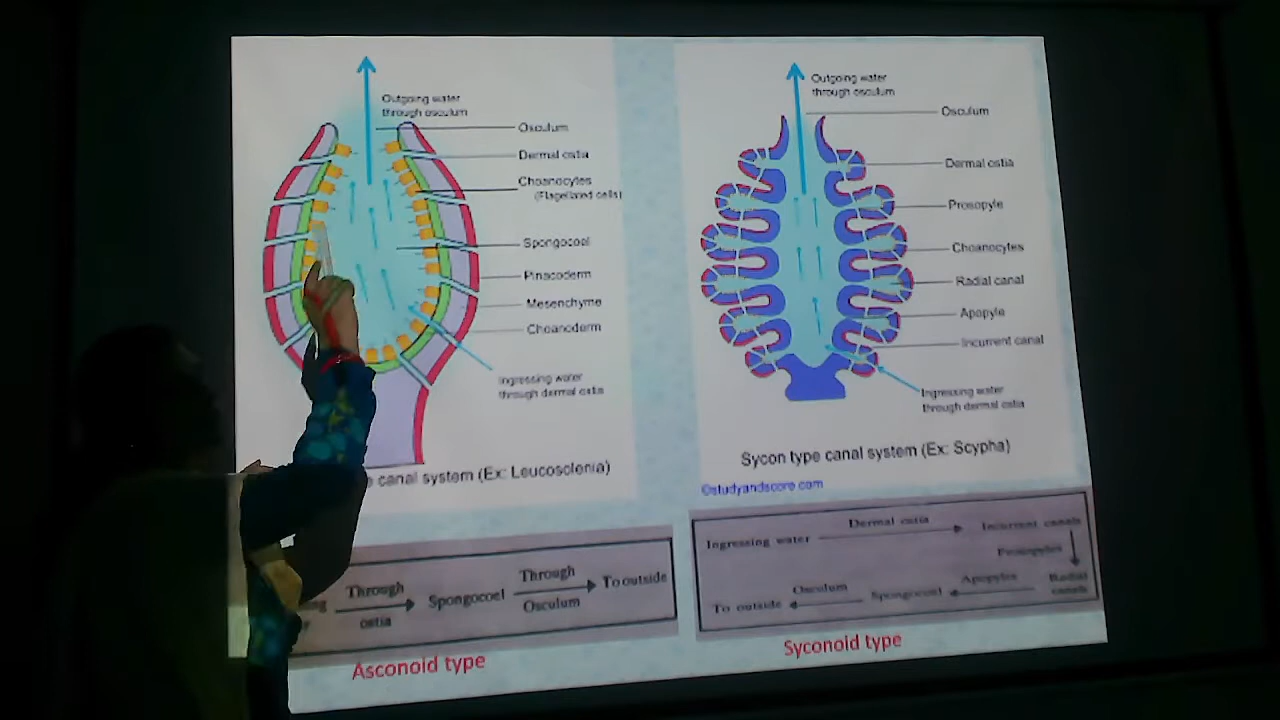 Outgoing water
through osculum
Osculum
Dermal ostia
Choanocytes
(Flagellated cells)
Spongocoel
Pinacoderm
Mesenchyme
Choanoderm
Ingressing water
through dermal ostia
canal system (Ex: Leucosolenia)
Through
ostia
Spongocoel
Through
Osculum
To outside
Asconoid type
Outgoing water
through osculum
Osculum
Dermal ostia
Prosopyle
Choanocytes
Radial canal
Apopyle
Incurrent canal
Ingressing water
through dermal ostia
Sycon type canal system (Ex: Scypha)
©studyandscore.com
Ingressing water
Dermal ostia
Incurrent canals
Prosopyles
Radial
canals
Apopyles
Spongocoel
Osculum
To outside
Syconoid type